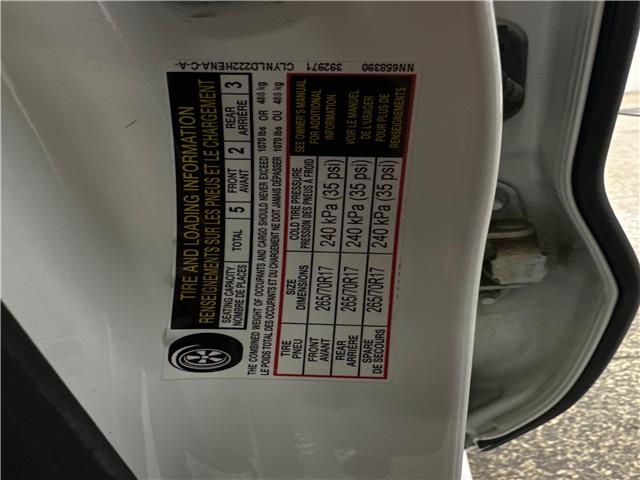 TIRE AND LOADING INFORMATION
RENSEIGNEMENTS SUR LES PNEUS ET LE CHARGEMENT
SEATING CAPACITY
NOMBRE DE PLACES
TOTAL 5
FRONT
AVANT
2
REAR
ARRIÈRE
3
THE COMBINED WEIGHT OF OCCUPANTS AND CARGO SHOULD NEVER EXCEED 1070 lbs OR 485 kg
LE POIDS TOTAL DES OCCUPANTS ET DU CHARGEMENT NE DOIT JAMAIS DÉPASSER 1070 lbs OU 485 kg
TIRE
PNEU
SIZE
DIMENSIONS
COLD TIRE PRESSURE
PRESSION DES PNEUS À FROID
FRONT
AVANT
265/70R17
240 kPa (35 psi)
REAR
ARRIÈRE
265/70R17
240 kPa (35 psi)
SPARE
DE SECOURS
265/70R17
240 kPa (35 psi)
SEE OWNER'S MANUAL
FOR ADDITIONAL
INFORMATION
VOIR LE MANUEL
DE L'USAGER
POUR PLUS DE
RENSEIGNEMENTS
NN658390 392971 CLYNLD222HENA-C-A-